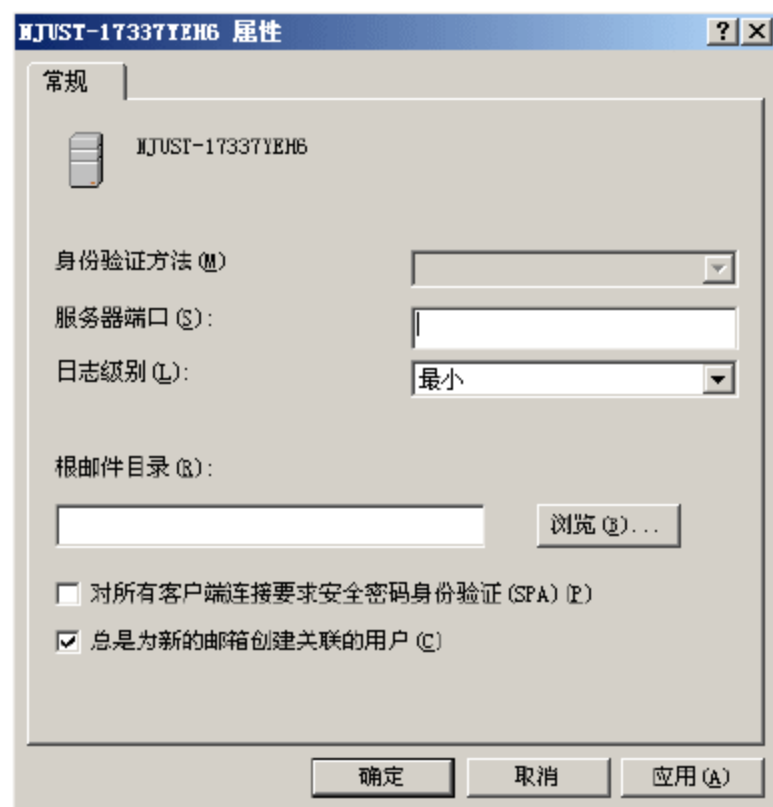 NJUST-17337YEH6 属性
常规
NJUST-17337YEH6
身份验证方法(M)
服务器端口(S):
日志级别(L):
最小
根邮件目录(R):
浏览(B)...
对所有客户端连接要求安全密码身份验证(SPA)(P)
总是为新的邮箱创建关联的用户(C)
确定
取消
应用(A)